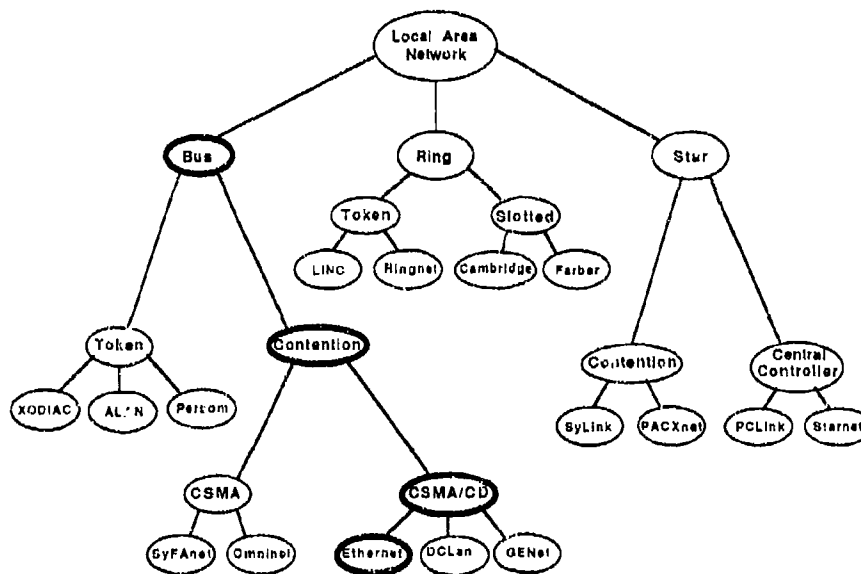 Local Area
Network
Bus
Ring
Star
Token
Slotted
LINC
Ringnet
Cambridge
Farber
Token
Contention
Contention
Central
Controller
XODIAC
Percom
SyLink
PACXnet
PCLink
Starnet
CSMA
CSMA/CD
SyFAnet
Omninet
Ethernet
DCLan
GENet